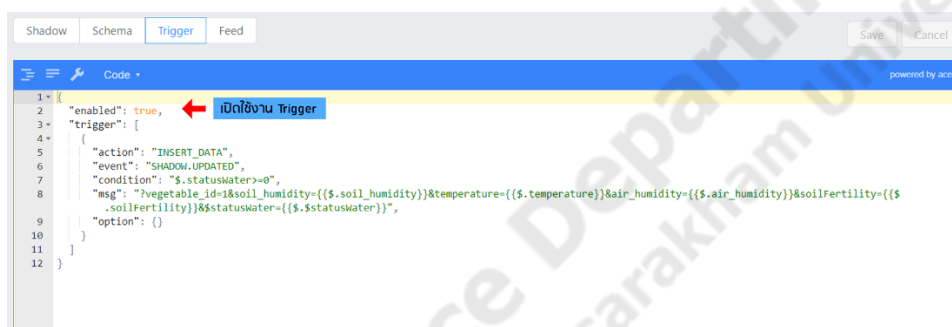 Shadow Schema Trigger Feed
Save Cancel
Code
powered by ace
1 {
2 "enabled": true, เปิดใช้งาน Trigger
3 "trigger": [
4 {
5 "action": "INSERT_DATA",
6 "event": "SHADOW.UPDATED",
7 "condition": "$.statusWater>=0",
8 "msg": "?vegetable_id=1&soil_humidity={{$.soil_humidity}}&temperature={{$.temperature}}&air_humidity={{$.air_humidity}}&soilFertility={{$
.soilFertility}}&$statusWater={{$.$statusWater}}",
9 "option": {}
10 }
11 ]
12 }